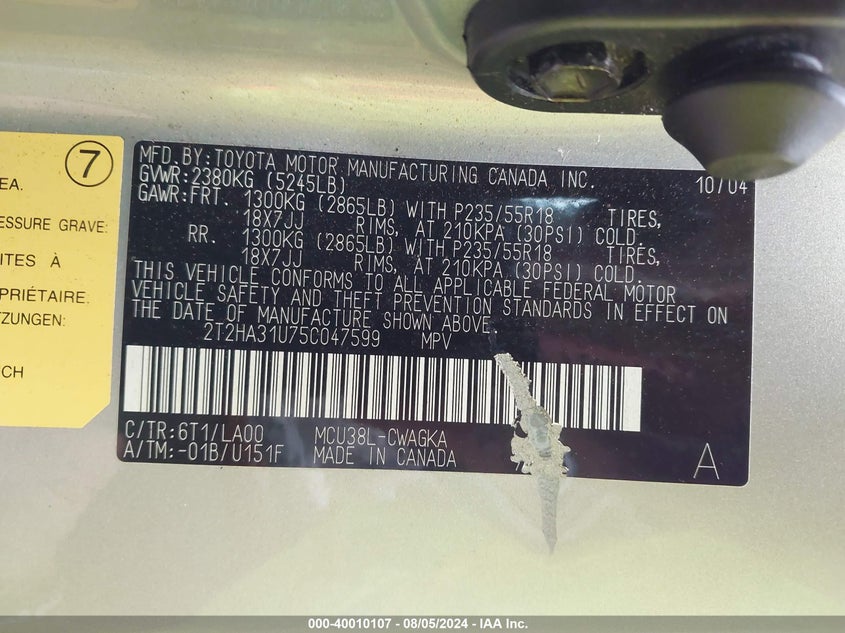 7
EA.
ESSURE GRAVE:
ITES À
PRIÉTAIRE:
TZUNGEN:
CH
MFD.BY:TOYOTA MOTOR MANUFACTURING CANADA INC. 10/04
GVWR:2380KG (5245LB)
GAWR:FRT. 1300KG (2865LB) WITH P235/55R18 TIRES,
18X7JJ RIMS, AT 210KPA (30PSI) COLD.
RR. 1300KG (2865LB) WITH P235/55R18 TIRES,
18X7JJ RIMS, AT 210KPA (30PSI) COLD.
THIS VEHICLE CONFORMS TO ALL APPLICABLE FEDERAL MOTOR
VEHICLE SAFETY AND THEFT PREVENTION STANDARDS IN EFFECT ON
THE DATE OF MANUFACTURE SHOWN ABOVE.
2T2HA31U75C047599 MPV
C/TR:6T1/LA00 MCU38L-CWAGKA
A/TM:-01B/U151F MADE IN CANADA
A
000-40010107 - 08/05/2024 - IAA Inc.